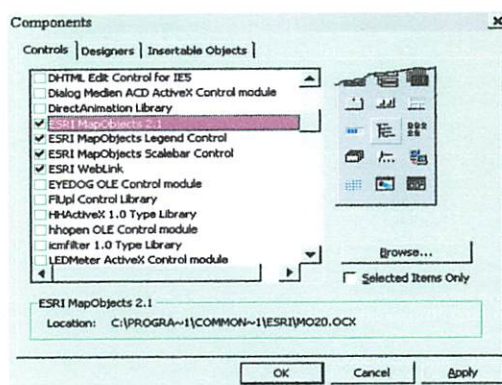 Components
Controls Designers Insertable Objects
DHTML Edit Control for IE5
Dialog Medien ACD ActiveX Control module
DirectAnimation Library
ESRI MapObjects 2.1
ESRI MapObjects Legend Control
ESRI MapObjects Scalebar Control
ESRI WebLink
EYEDOG OLE Control module
FlUpl Control Library
HHActiveX 1.0 Type Library
hhopen OLE Control module
icmfilter 1.0 Type Library
LEDMeter ActiveX Control module
Browse...
Selected Items Only
ESRI MapObjects 2.1
Location: C:\PROGRA~1\COMMON~1\ESRI\MO20.OCX
OK Cancel Apply